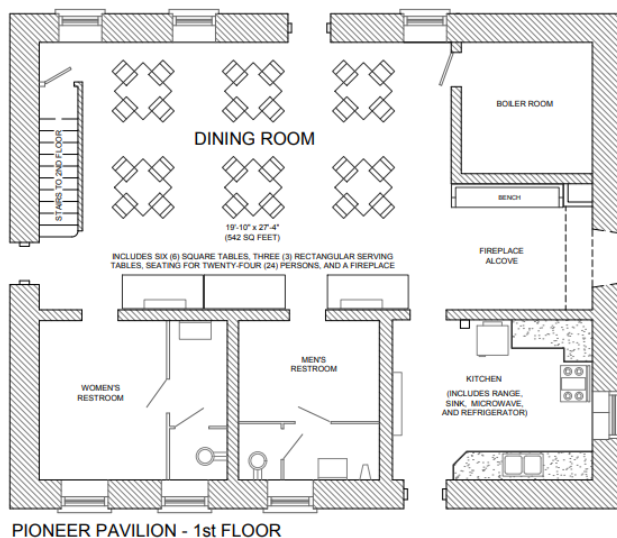 BOILER ROOM
DINING ROOM
STAIRS TO 2ND FLOOR
BENCH
19'-10" x 27'-4"
(542 SQ FEET)
INCLUDES SIX (6) SQUARE TABLES, THREE (3) RECTANGULAR SERVING
TABLES, SEATING FOR TWENTY-FOUR (24) PERSONS, AND A FIREPLACE
FIREPLACE
ALCOVE
WOMEN'S
RESTROOM
MEN'S
RESTROOM
KITCHEN
(INCLUDES RANGE,
SINK, MICROWAVE,
AND REFRIGERATOR)
PIONEER PAVILION - 1st FLOOR